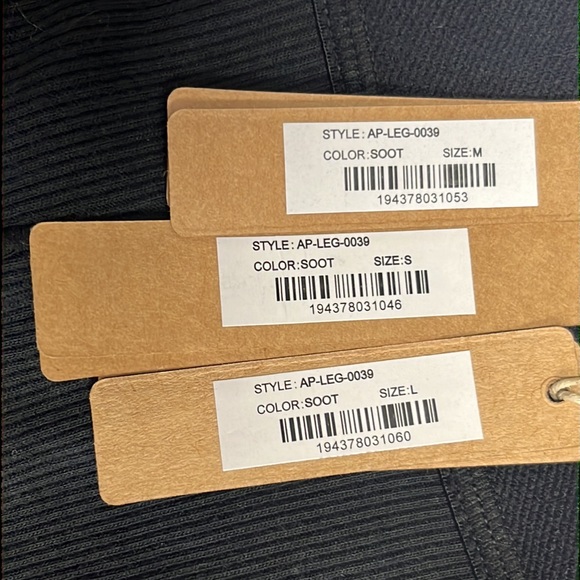 STYLE: AP-LEG-0039
COLOR:SOOT SIZE:M
194378031053
STYLE: AP-LEG-0039
COLOR:SOOT SIZE:S
194378031046
STYLE: AP-LEG-0039
COLOR:SOOT SIZE:L
194378031060